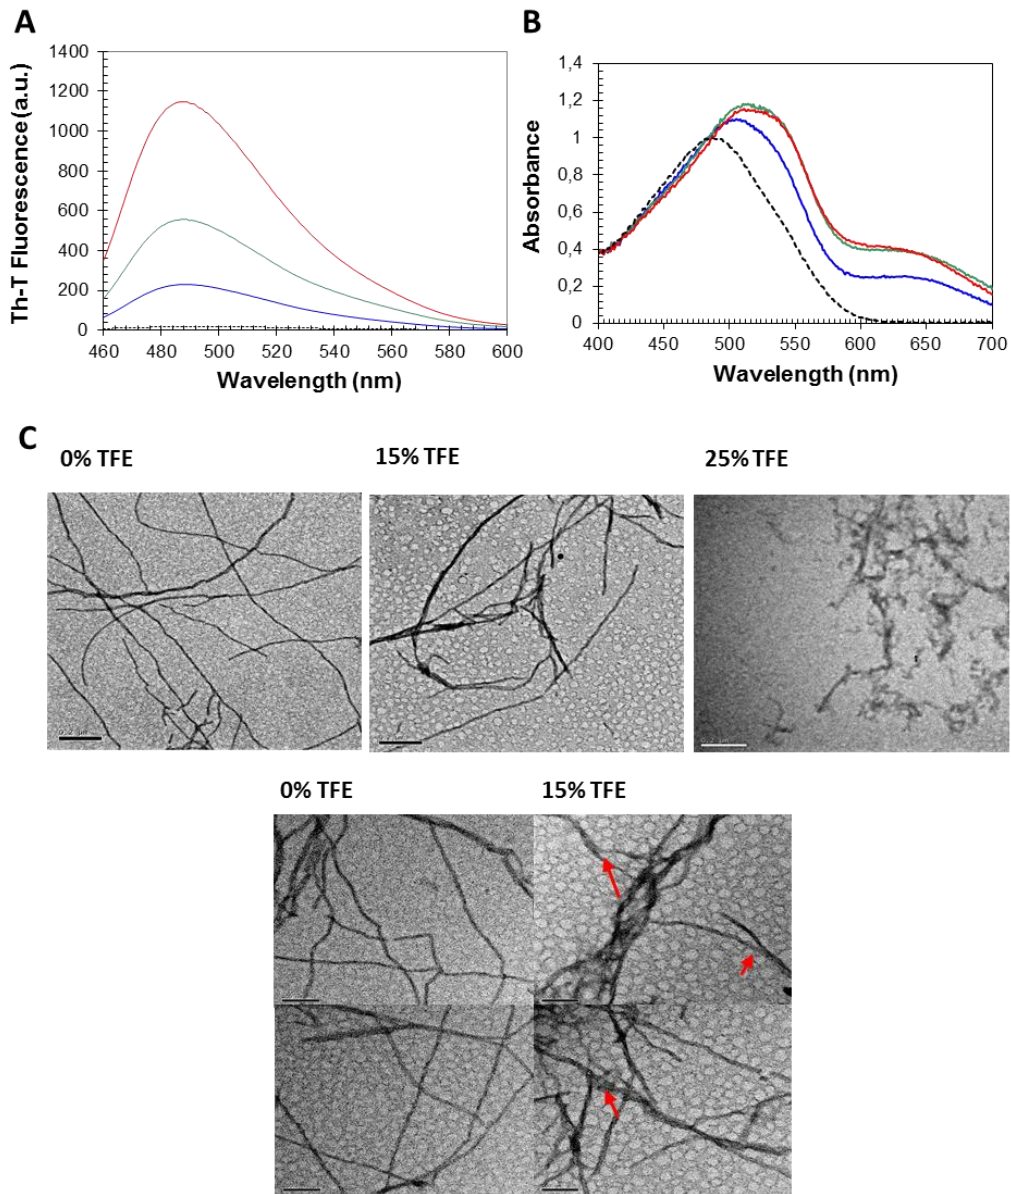 A
B
1400
1200
1000
800
600
400
200
0
Th-T Fluorescence (a.u.)
460 480 500 520 540 560 580 600
Wavelength (nm)
1,4
1,2
1
0,8
0,6
0,4
0,2
0
Absorbance
400 450 500 550 600 650 700
Wavelength (nm)
C
0% TFE
15% TFE
25% TFE
0% TFE
15% TFE